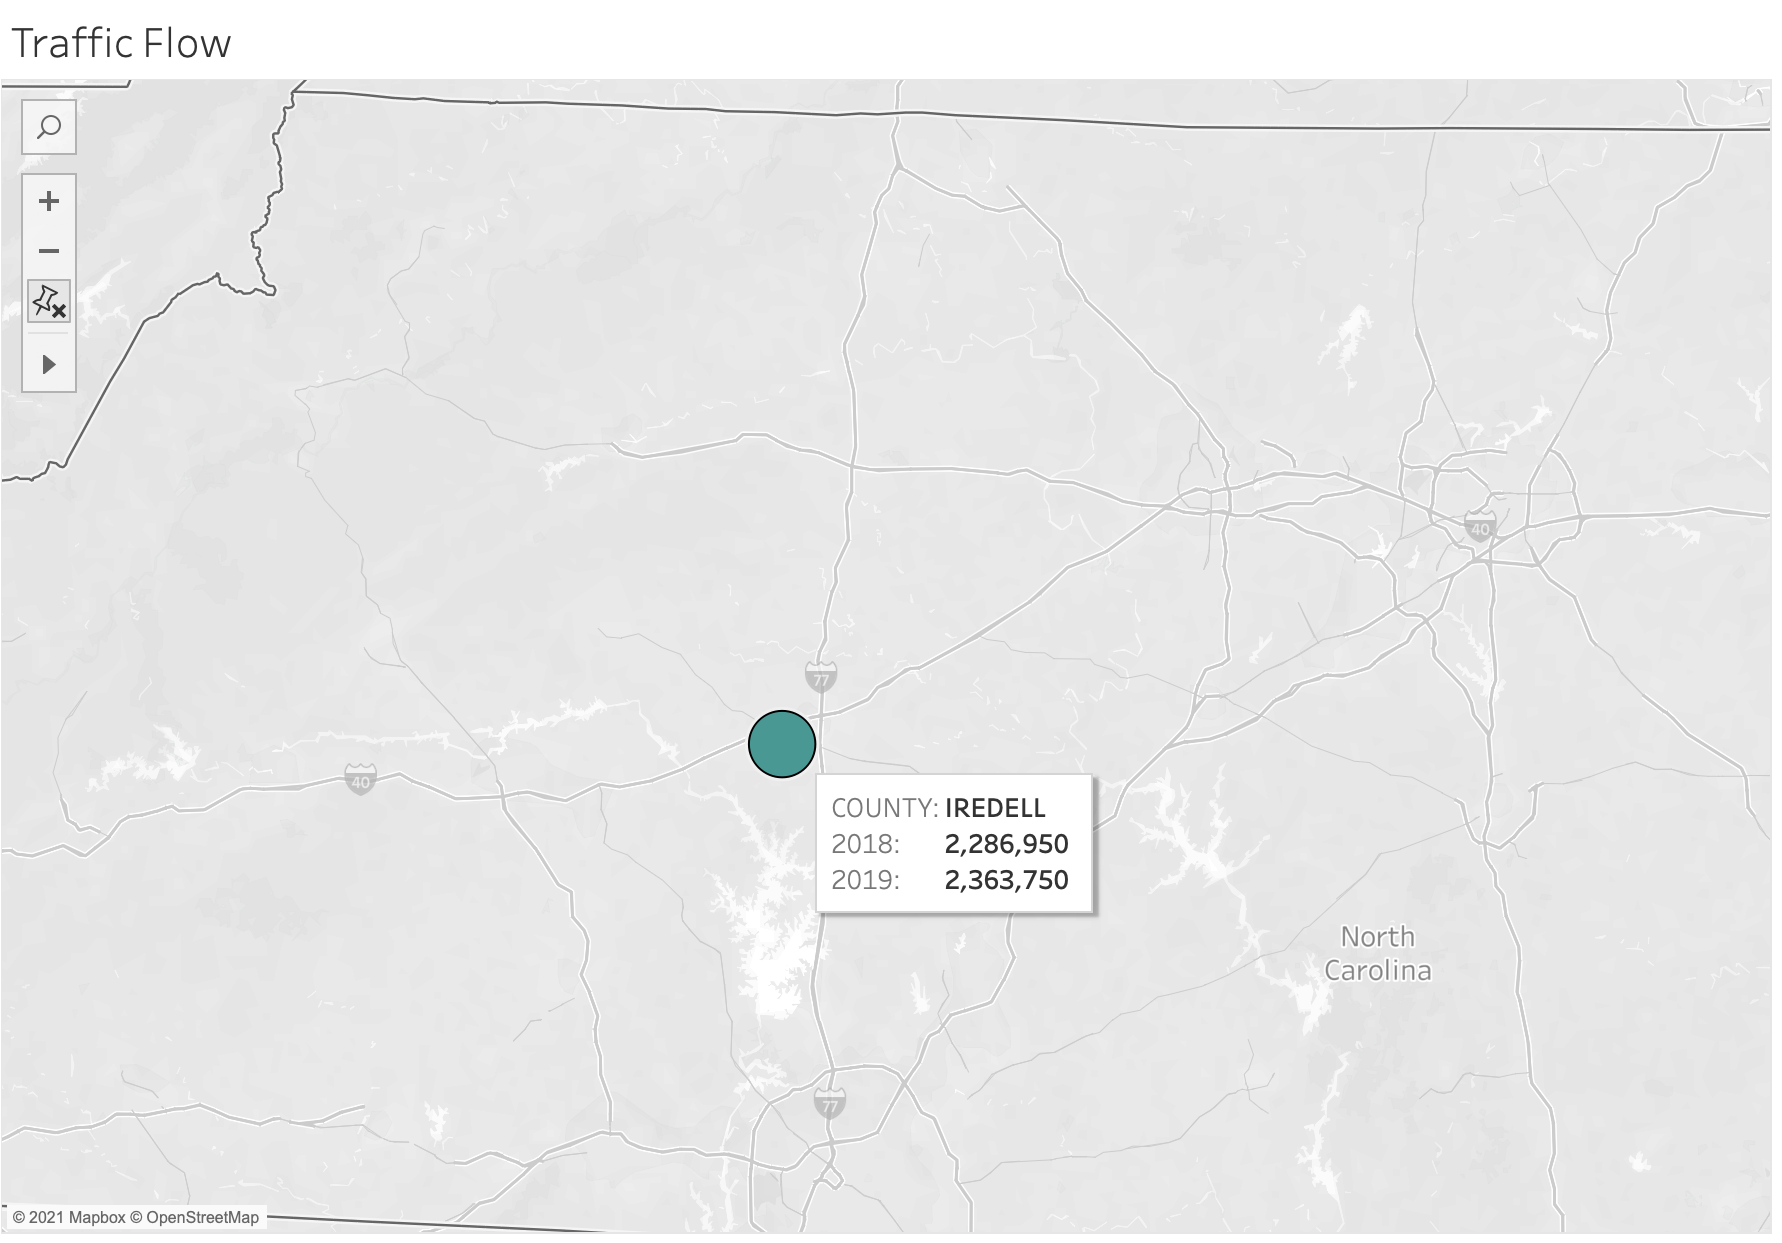 Traffic Flow
40
77
40
COUNTY: IREDELL
2018: 2,286,950
2019: 2,363,750
North
Carolina
77
© 2021 Mapbox © OpenStreetMap